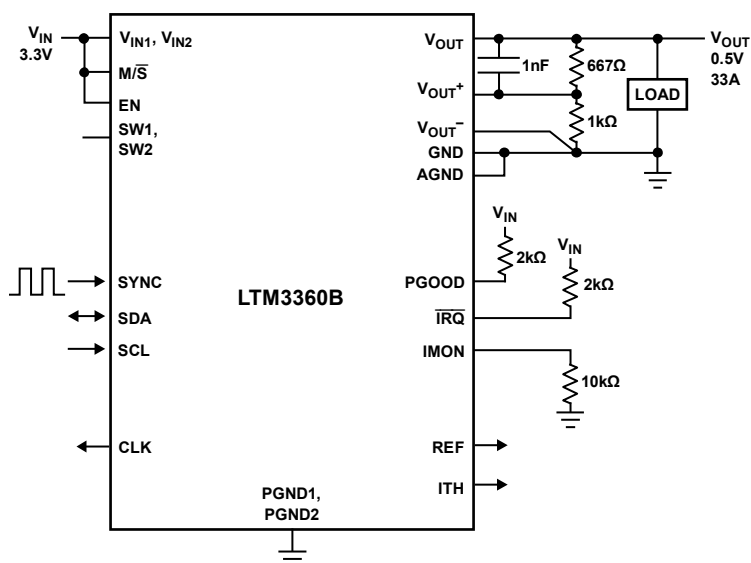 VIN
3.3V
VIN1, VIN2
M/S̅
EN
SW1,
SW2
SYNC
SDA
SCL
CLK
LTM3360B
PGND1,
PGND2
VOUT
VOUT+
VOUT–
GND
AGND
PGOOD
I̅R̅Q̅
IMON
REF
ITH
1nF
667Ω
1kΩ
LOAD
VOUT
0.5V
33A
VIN
2kΩ
VIN
2kΩ
10kΩ